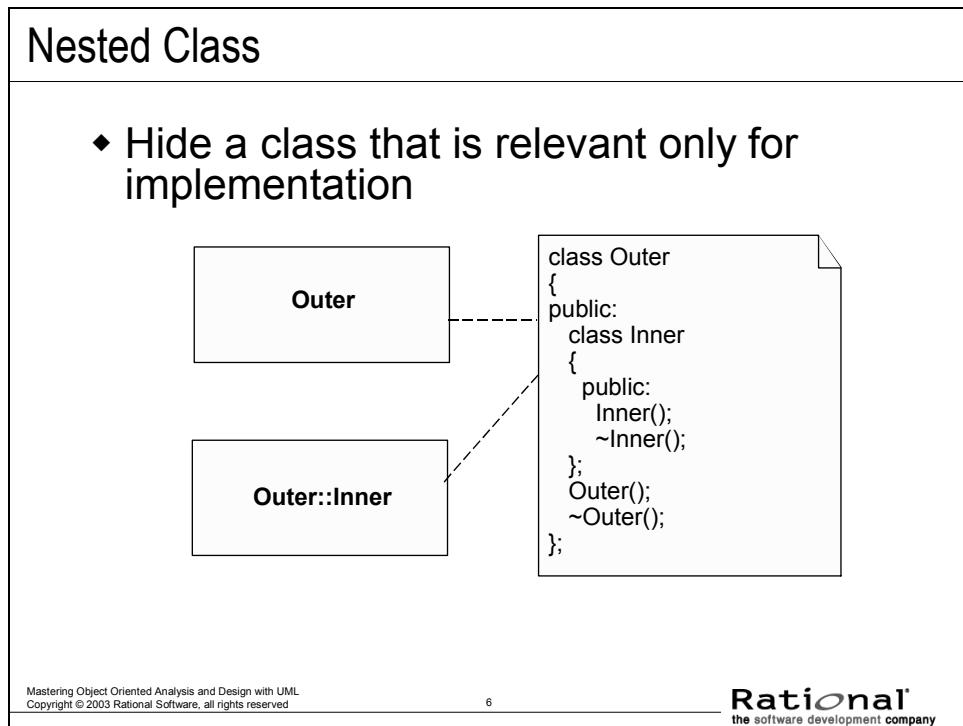 Nested Class
◆ Hide a class that is relevant only for
implementation
Outer
Outer::Inner
class Outer
{
public:
class Inner
{
public:
Inner();
~Inner();
};
Outer();
~Outer();
};
Mastering Object Oriented Analysis and Design with UML
Copyright © 2003 Rational Software, all rights reserved
6
Rational
the software development company